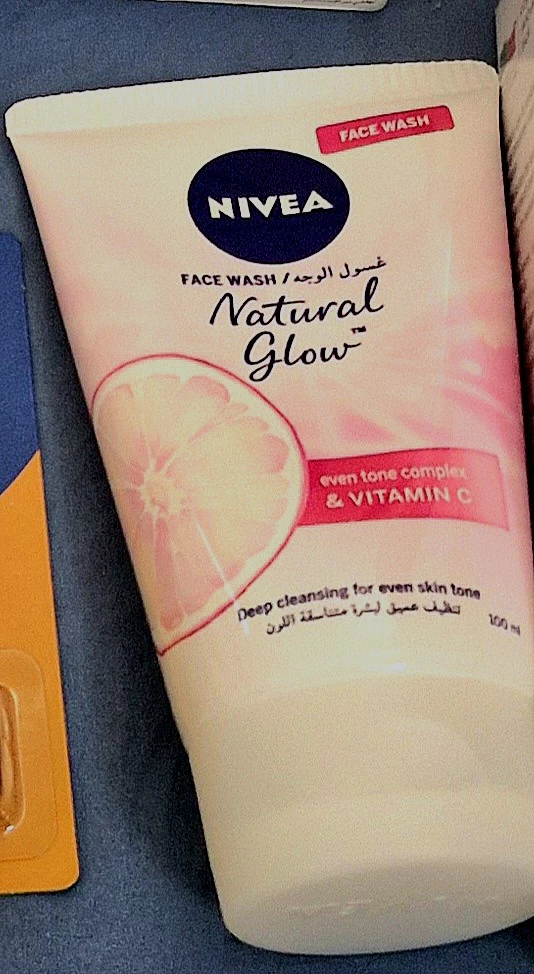 FACE WASH
NIVEA
FACE WASH / غسول الوجه
Natural
Glow™
even tone complex
& VITAMIN C
Deep cleansing for even skin tone
تنظيف عميق لبشرة متناسقة اللون
100 ml